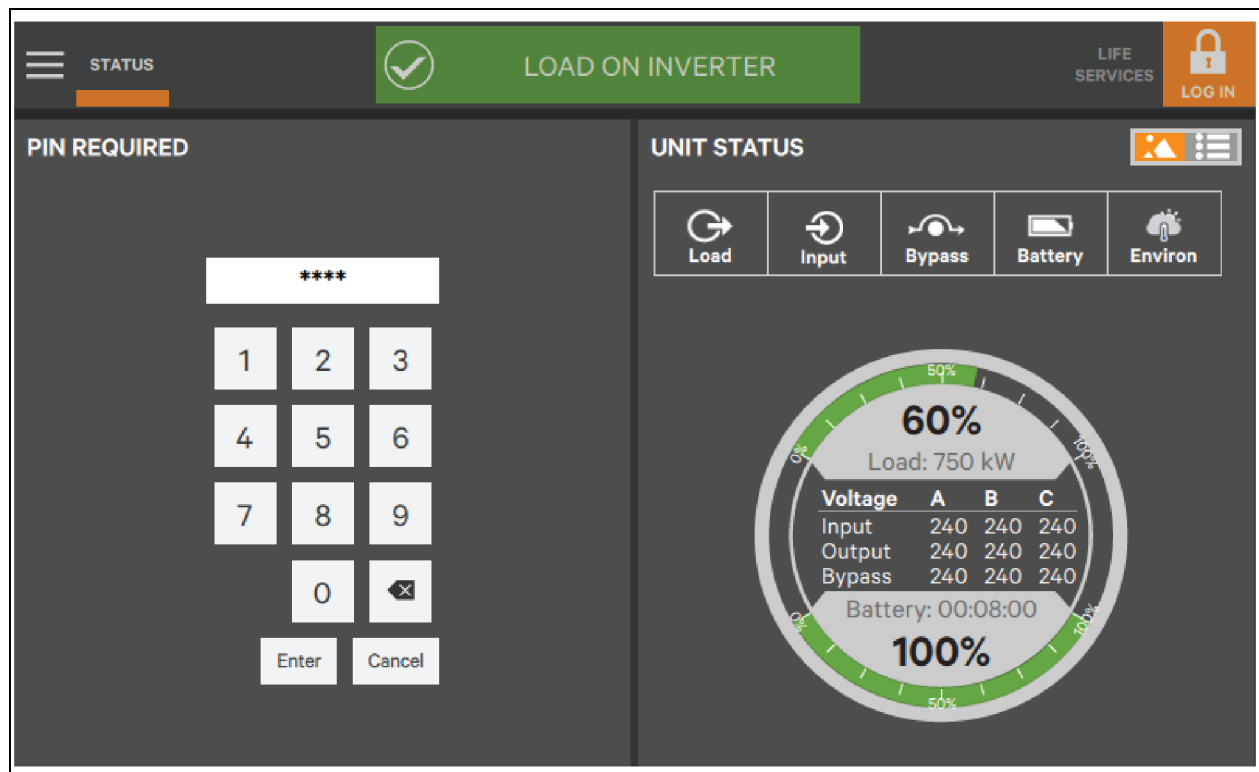 STATUS
LOAD ON INVERTER
LIFE
SERVICES
1
LOG IN
PIN REQUIRED
****
1 2 3
4 5 6
7 8 9
0
Enter Cancel
UNIT STATUS
Load Input Bypass Battery Environ
0% 50% 100%
60%
Load: 750 kW
Voltage A B C
Input 240 240 240
Output 240 240 240
Bypass 240 240 240
Battery: 00:08:00
100%
0% 50% 100%